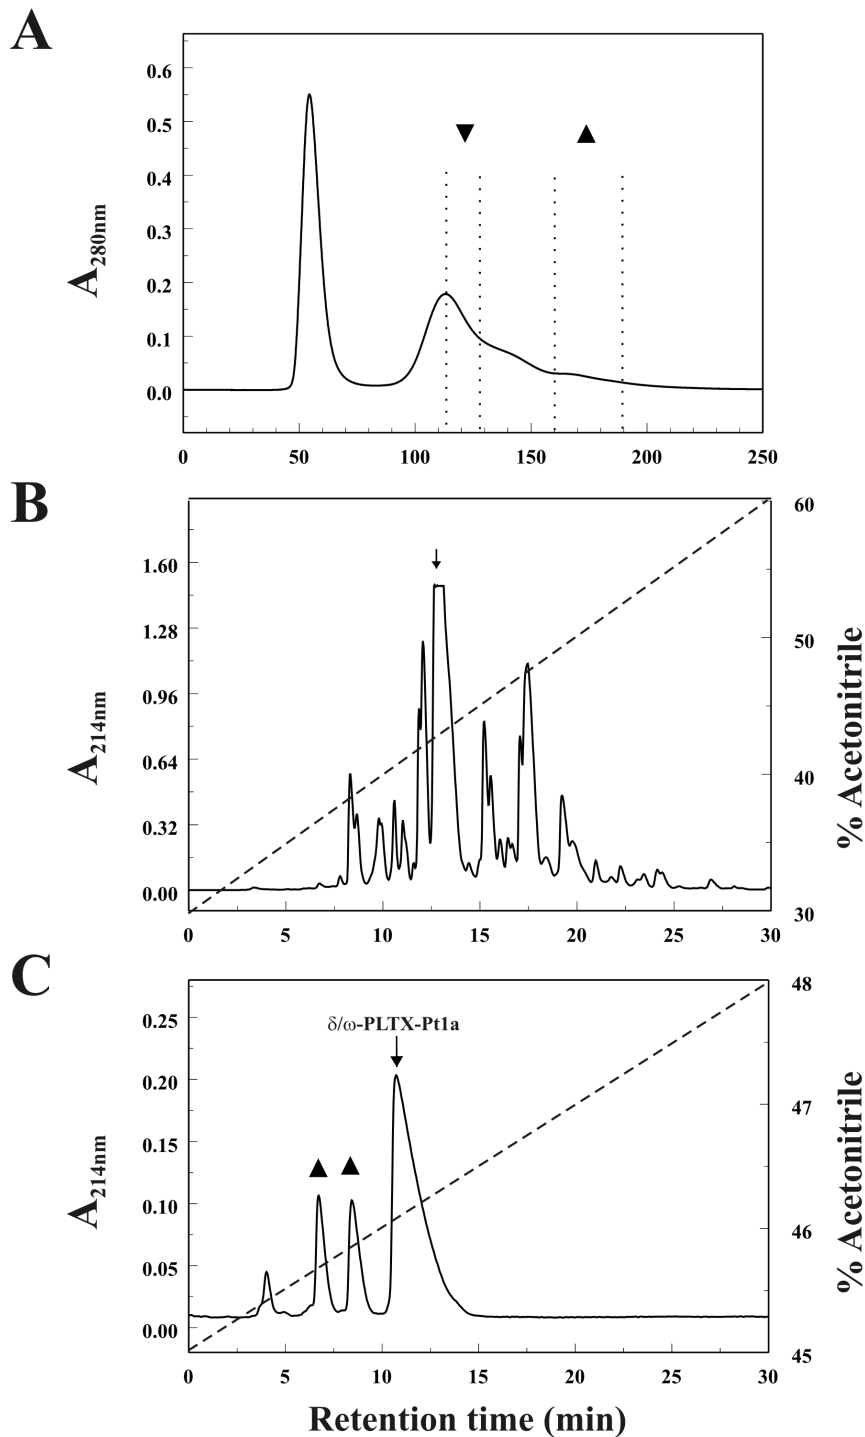 A
0.6
0.5
0.4
0.3
0.2
0.1
0.0
A280nm
0 50 100 150 200 250
B
1.60
1.28
0.96
0.64
0.32
0.00
A214nm
60
50
40
30
% Acetonitrile
0 5 10 15 20 25 30
C
δ/ω-PLTX-Pt1a
0.25
0.20
0.15
0.10
0.05
0.00
A214nm
48
47
46
45
% Acetonitrile
0 5 10 15 20 25 30
Retention time (min)